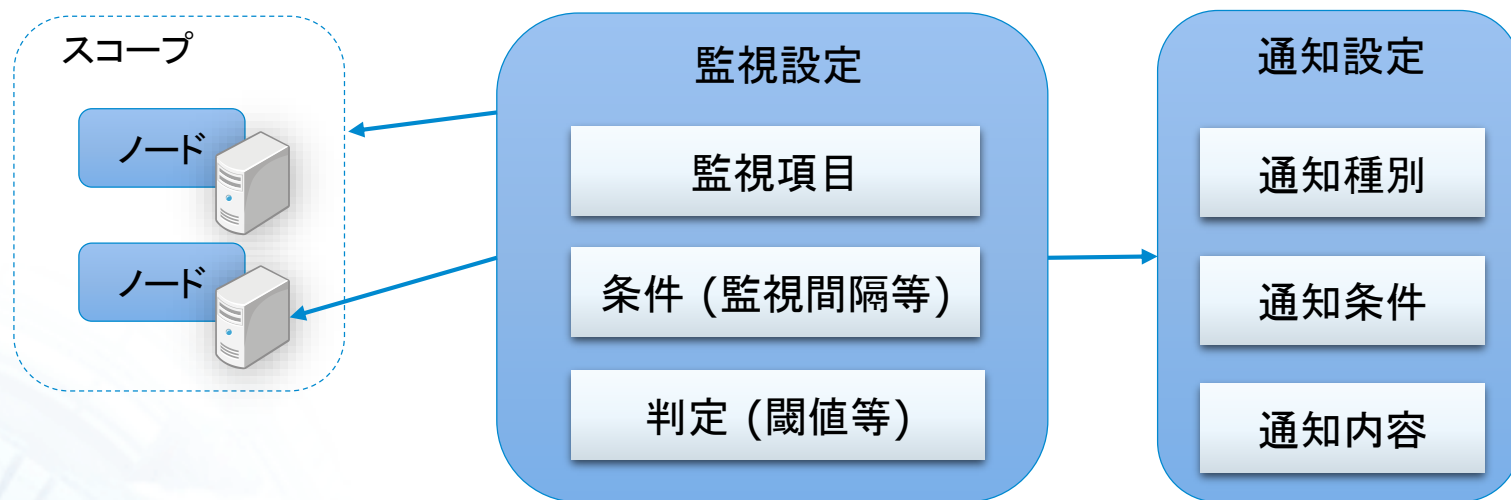 スコープ
ノード
ノード
監視設定
監視項目
条件 (監視間隔等)
判定 (閾値等)
通知設定
通知種別
通知条件
通知内容